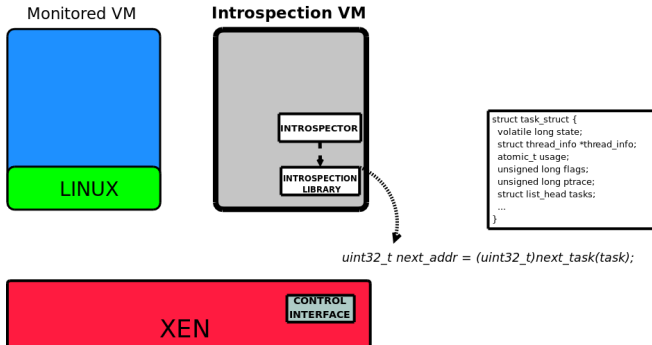 Monitored VM
Introspection VM
LINUX
INTROSPECTOR
INTROSPECTION
LIBRARY
struct task_struct {
volatile long state;
struct thread_info *thread_info;
atomic_t usage;
unsigned long flags;
unsigned long ptrace;
struct list_head tasks;
...
}
uint32_t next_addr = (uint32_t)next_task(task);
CONTROL
INTERFACE
XEN